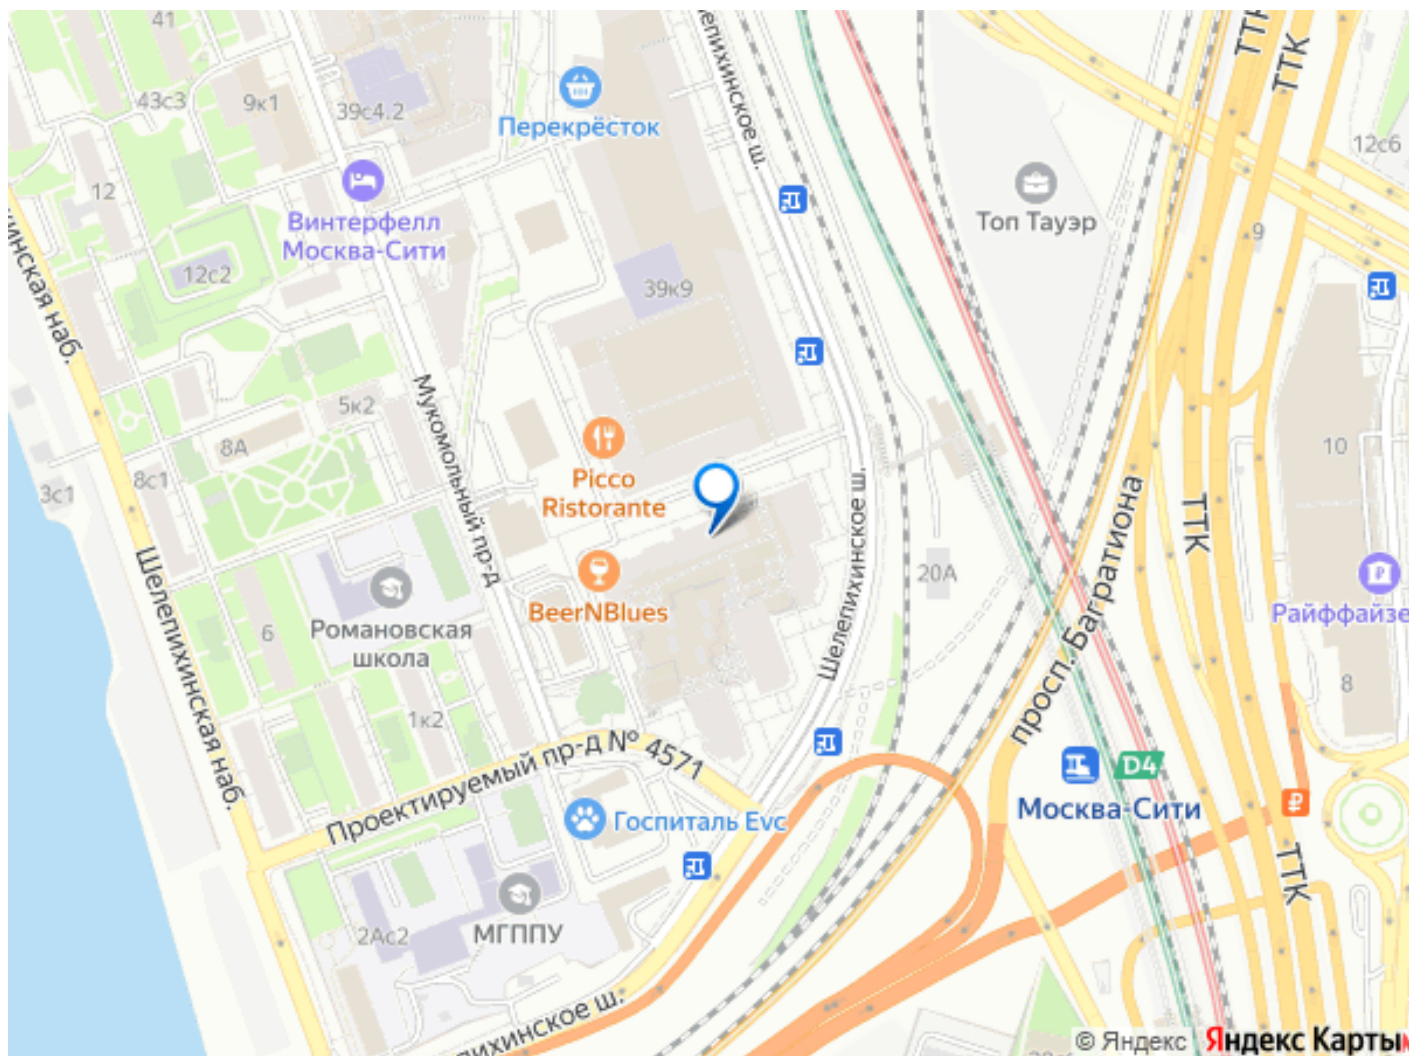 41
43с3
9к1
39с4.2
Перекрёсток
Шелепихинское ш.
ТТК
ТТК
12с6
12
Винтерфелл
Москва-Сити
12с2
Топ Тауэр
9
39к9
Мукомольный пр-д
5к2
8А
8с1
3с1
Picco
Ristorante
10
просп. Багратиона
ТТК
Шелепихинская наб.
Шелепихинское ш.
20А
BeerNBlues
Романовская
школа
6
Райффайзе
8
1к2
Проектируемый пр-д № 4571
D4
Москва-Сити
Госпиталь Evc
ТТК
2Ас2
МГППУ
© Яндекс
Яндекс Карты